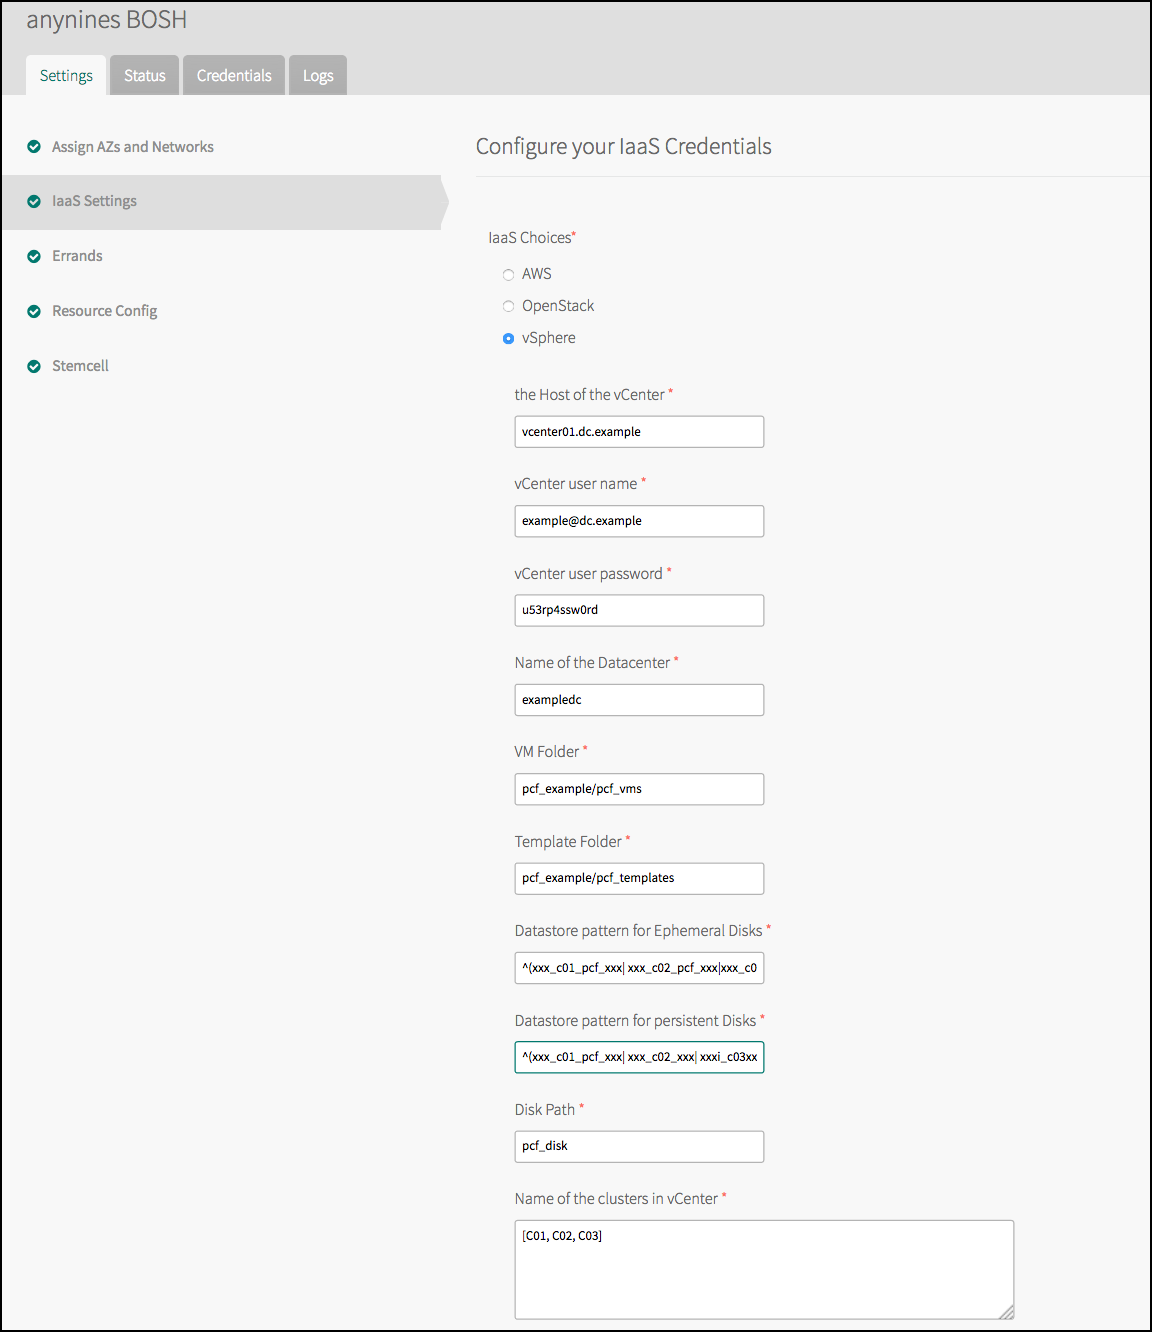 anynines BOSH
Settings
Status
Credentials
Logs
Assign AZs and Networks
IaaS Settings
Errands
Resource Config
Stemcell
Configure your IaaS Credentials
IaaS Choices*
AWS
OpenStack
vSphere
the Host of the vCenter *
vcenter01.dc.example
vCenter user name *
example@dc.example
vCenter user password *
u53rp4ssw0rd
Name of the Datacenter *
exampledc
VM Folder *
pcf_example/pcf_vms
Template Folder *
pcf_example/pcf_templates
Datastore pattern for Ephemeral Disks *
^(xxx_c01_pcf_xxx| xxx_c02_pcf_xxx|xxx_c0
Datastore pattern for persistent Disks *
^(xxx_c01_pcf_xxx| xxx_c02_xxx| xxxi_c03xx
Disk Path *
pcf_disk
Name of the clusters in vCenter *
[C01, C02, C03]